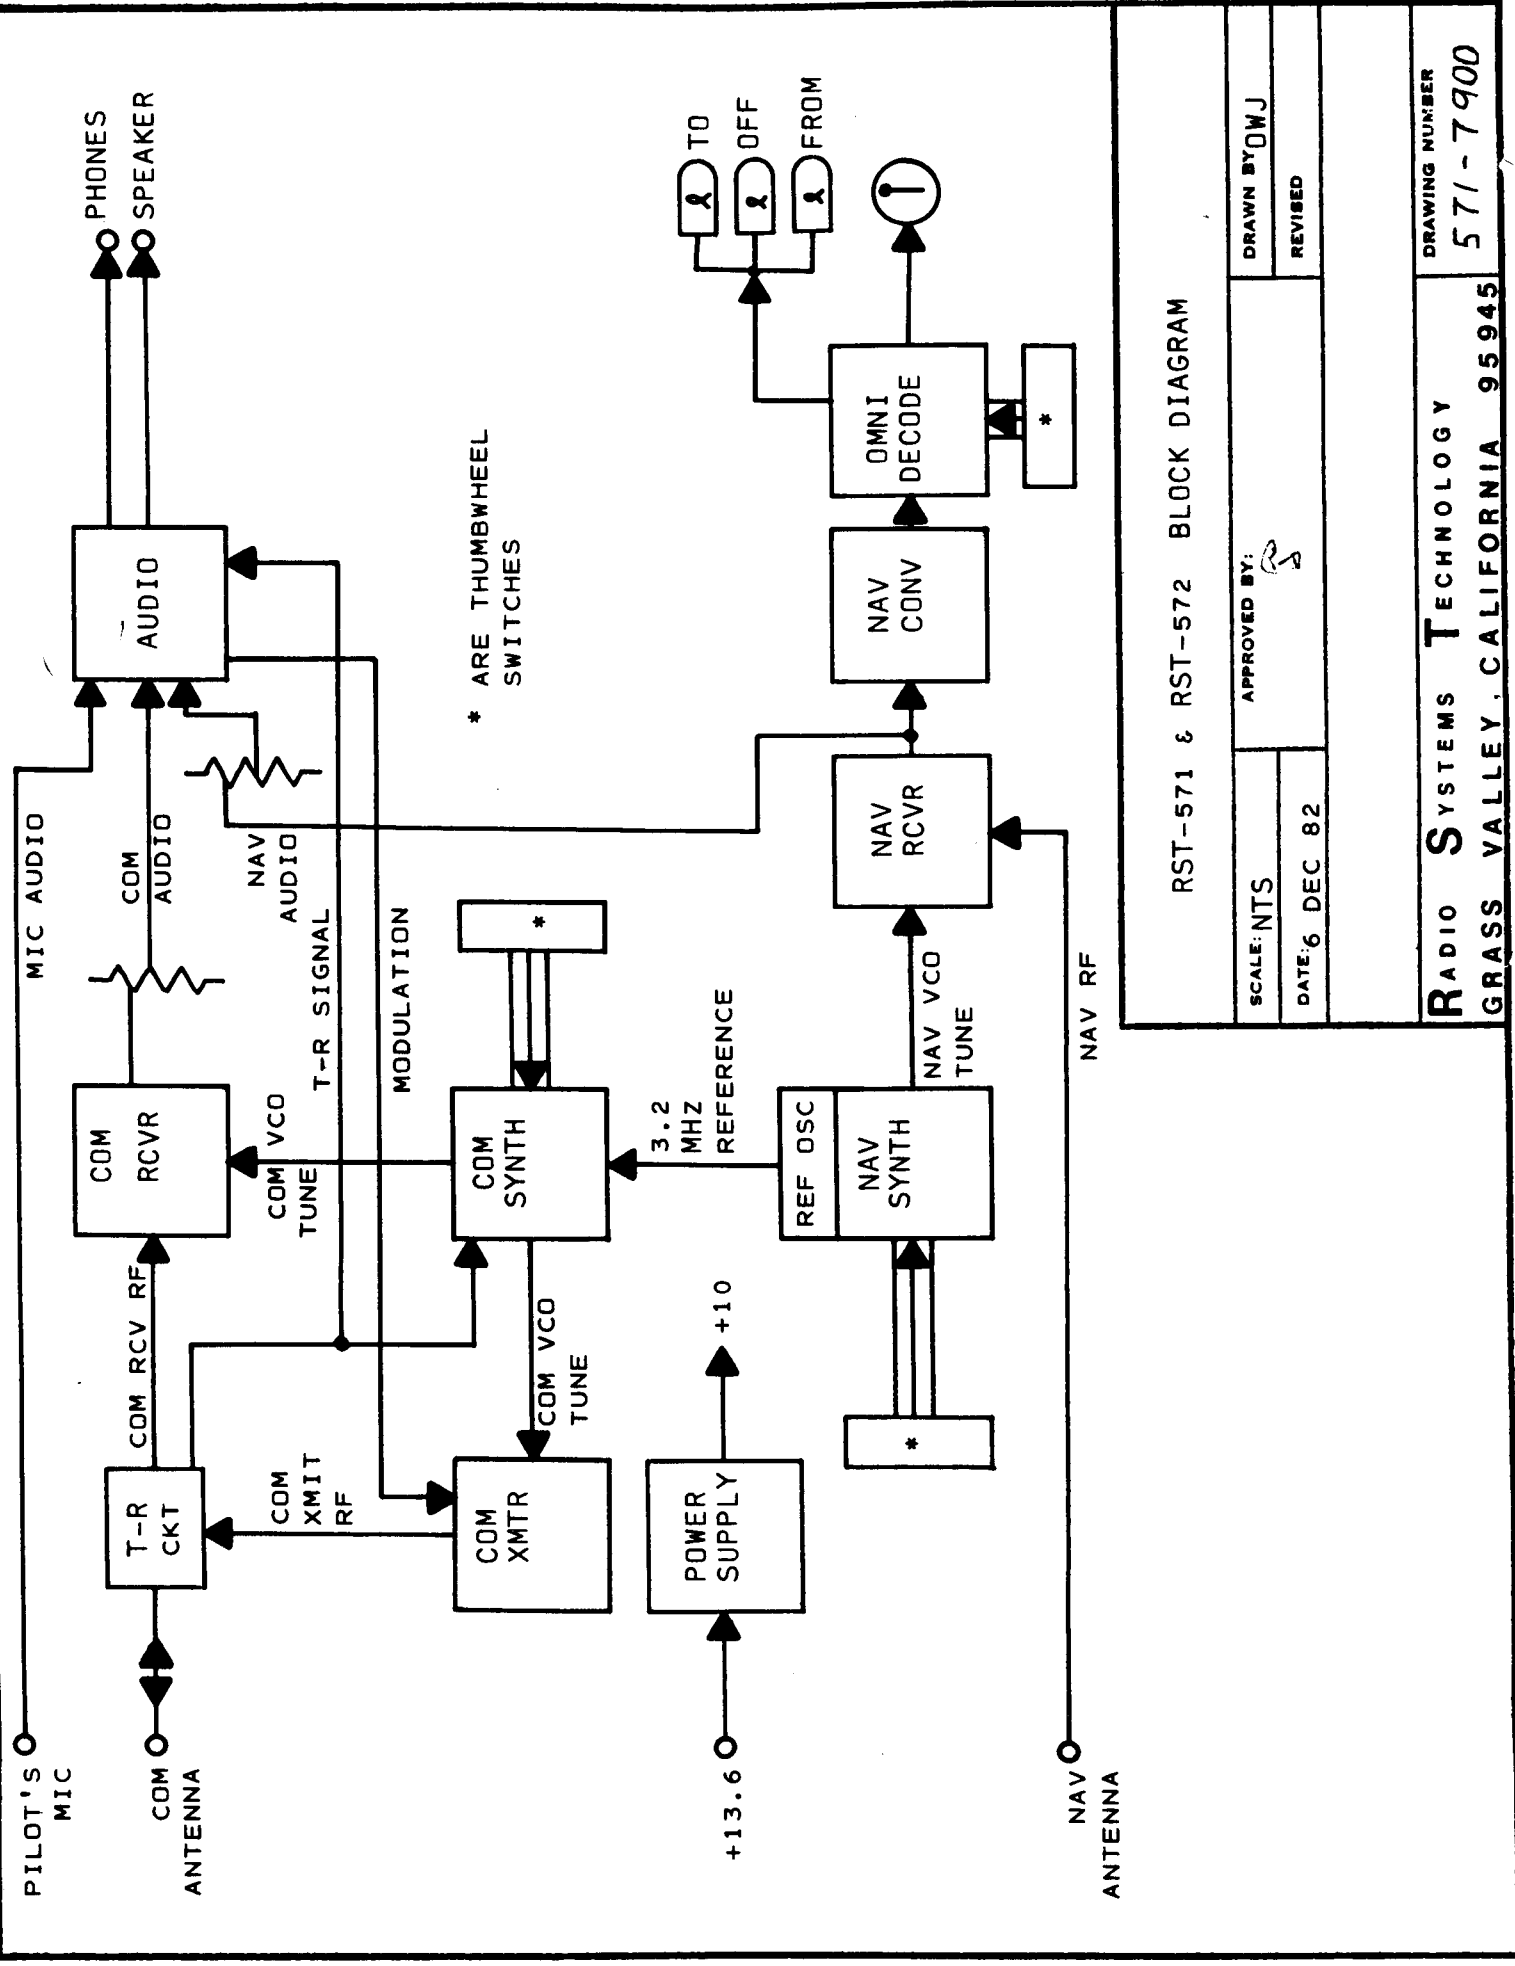 PILOT'S
MIC
MIC AUDIO
PHONES
SPEAKER
COM
ANTENNA
T-R
CKT
COM RCV RF
COM
RCVR
COM
AUDIO
AUDIO
NAV
AUDIO
COM
XMIT
RF
COM VCO
COM VCO
TUNE
T-R SIGNAL
MODULATION
* ARE THUMBWHEEL
SWITCHES
COM
XMTR
COM VCO
TUNE
COM
SYNTH
*
+13.6
POWER
SUPPLY
+10
3.2
MHZ
REFERENCE
TO
OFF
FROM
*
REF OSC
NAV
SYNTH
NAV VCO
TUNE
NAV
RCVR
NAV
CONV
OMNI
DECODE
*
NAV
ANTENNA
NAV RF
RST-571 & RST-572 BLOCK DIAGRAM
SCALE: NTS
APPROVED BY:
DRAWN BY OWJ
DATE: 6 DEC 82
REVISED
RADIO SYSTEMS TECHNOLOGY
GRASS VALLEY, CALIFORNIA 95945
DRAWING NUMBER
571-7900